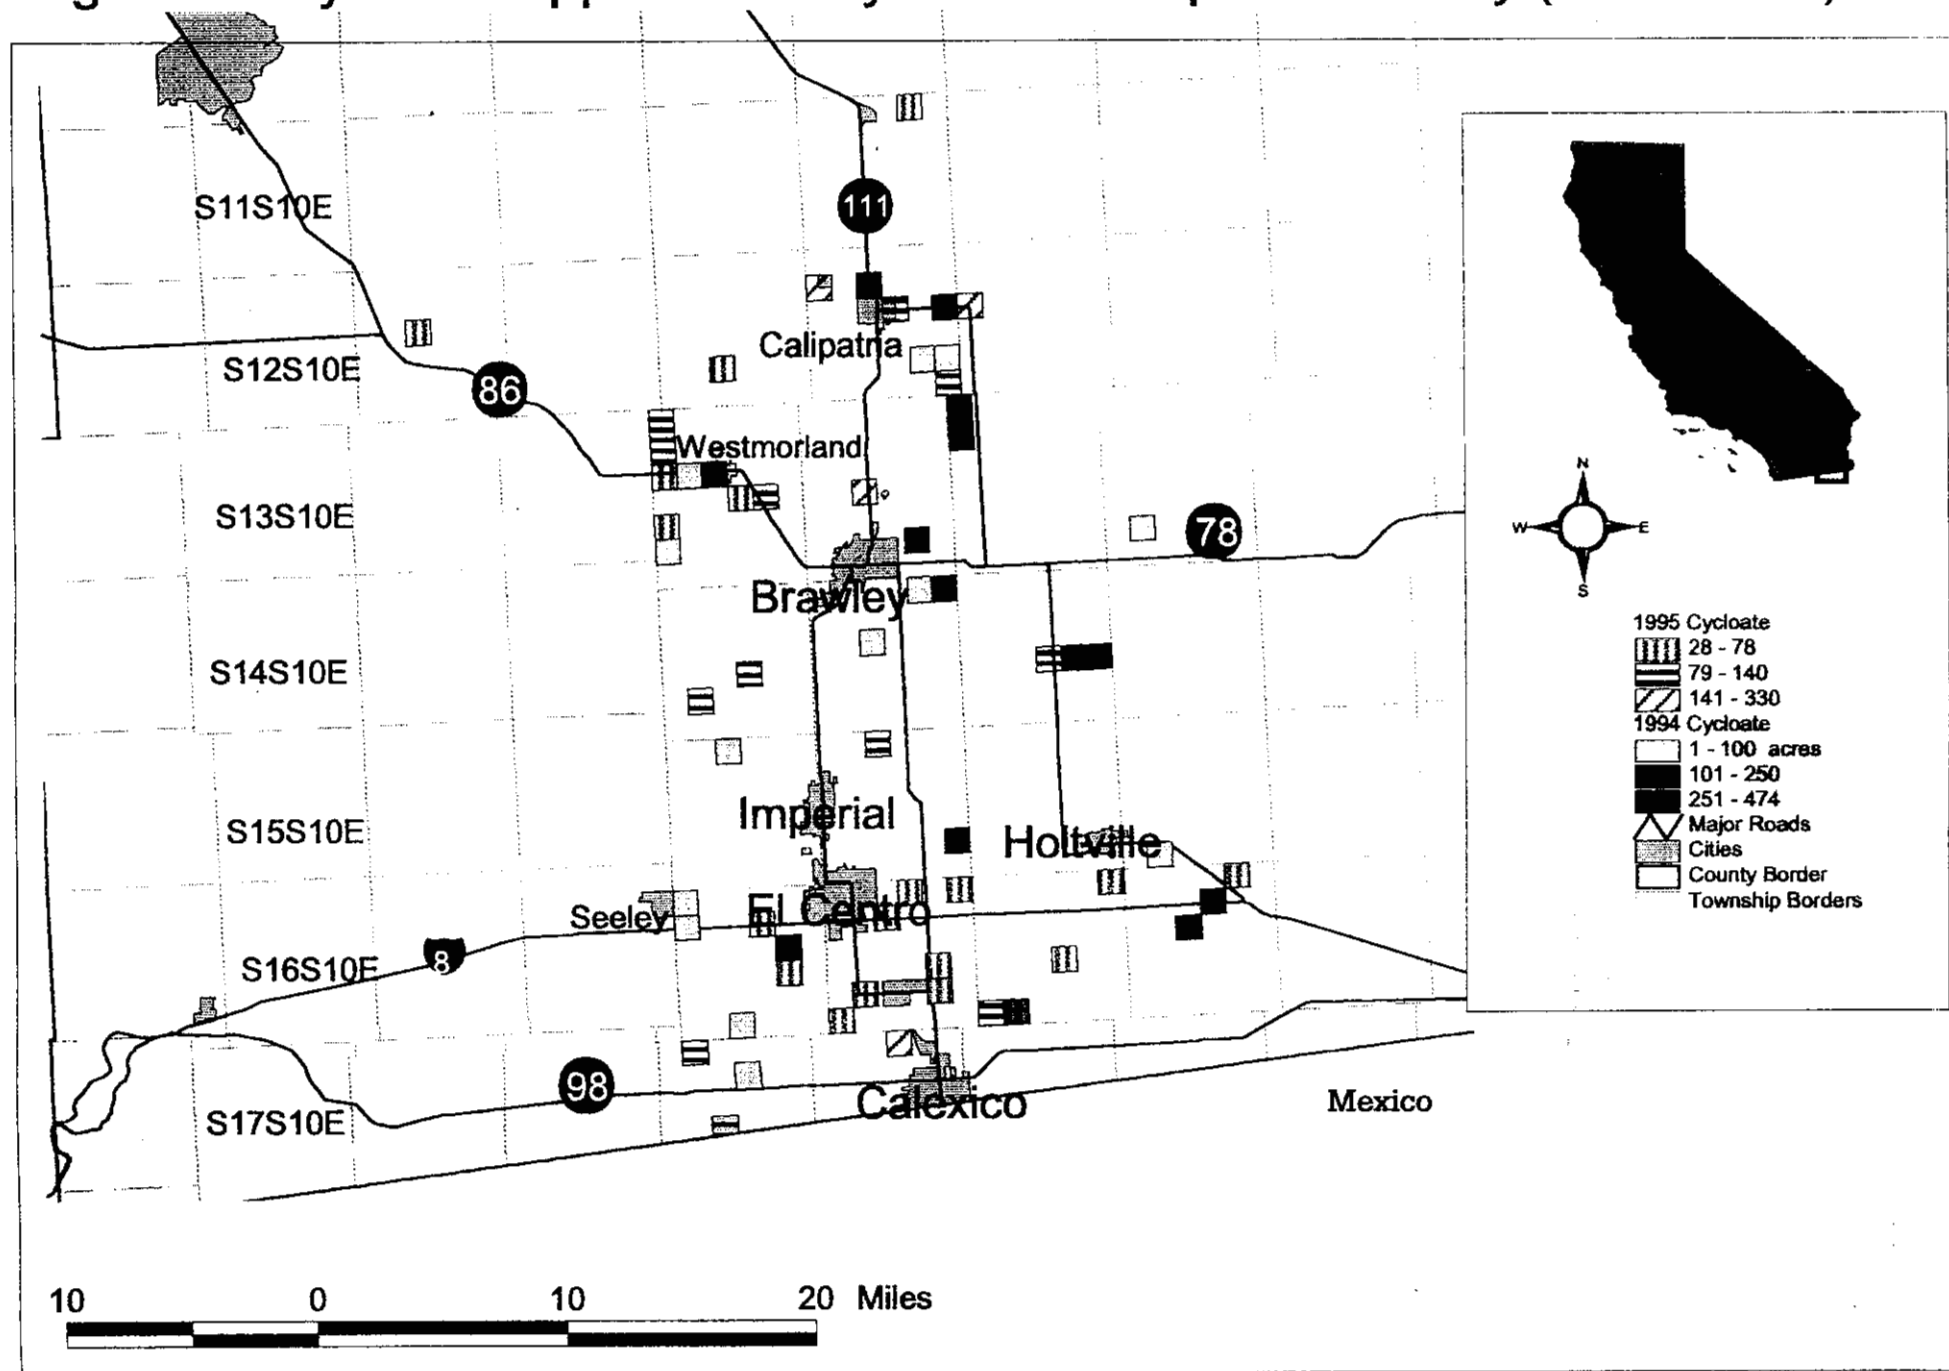 S11S10E
111
Calipatria
S12S10E
86
Westmorland
S13S10E
78
Brawley
S14S10E
Imperial
S15S10E
Holtville
Seeley
El Centro
S16S10E
8
98
Calexico
S17S10E
Mexico
10 0 10 20 Miles
N
W E
S
1995 Cycloate
28 - 78
79 - 140
141 - 330
1994 Cycloate
1 - 100 acres
101 - 250
251 - 474
Major Roads
Cities
County Border
Township Borders